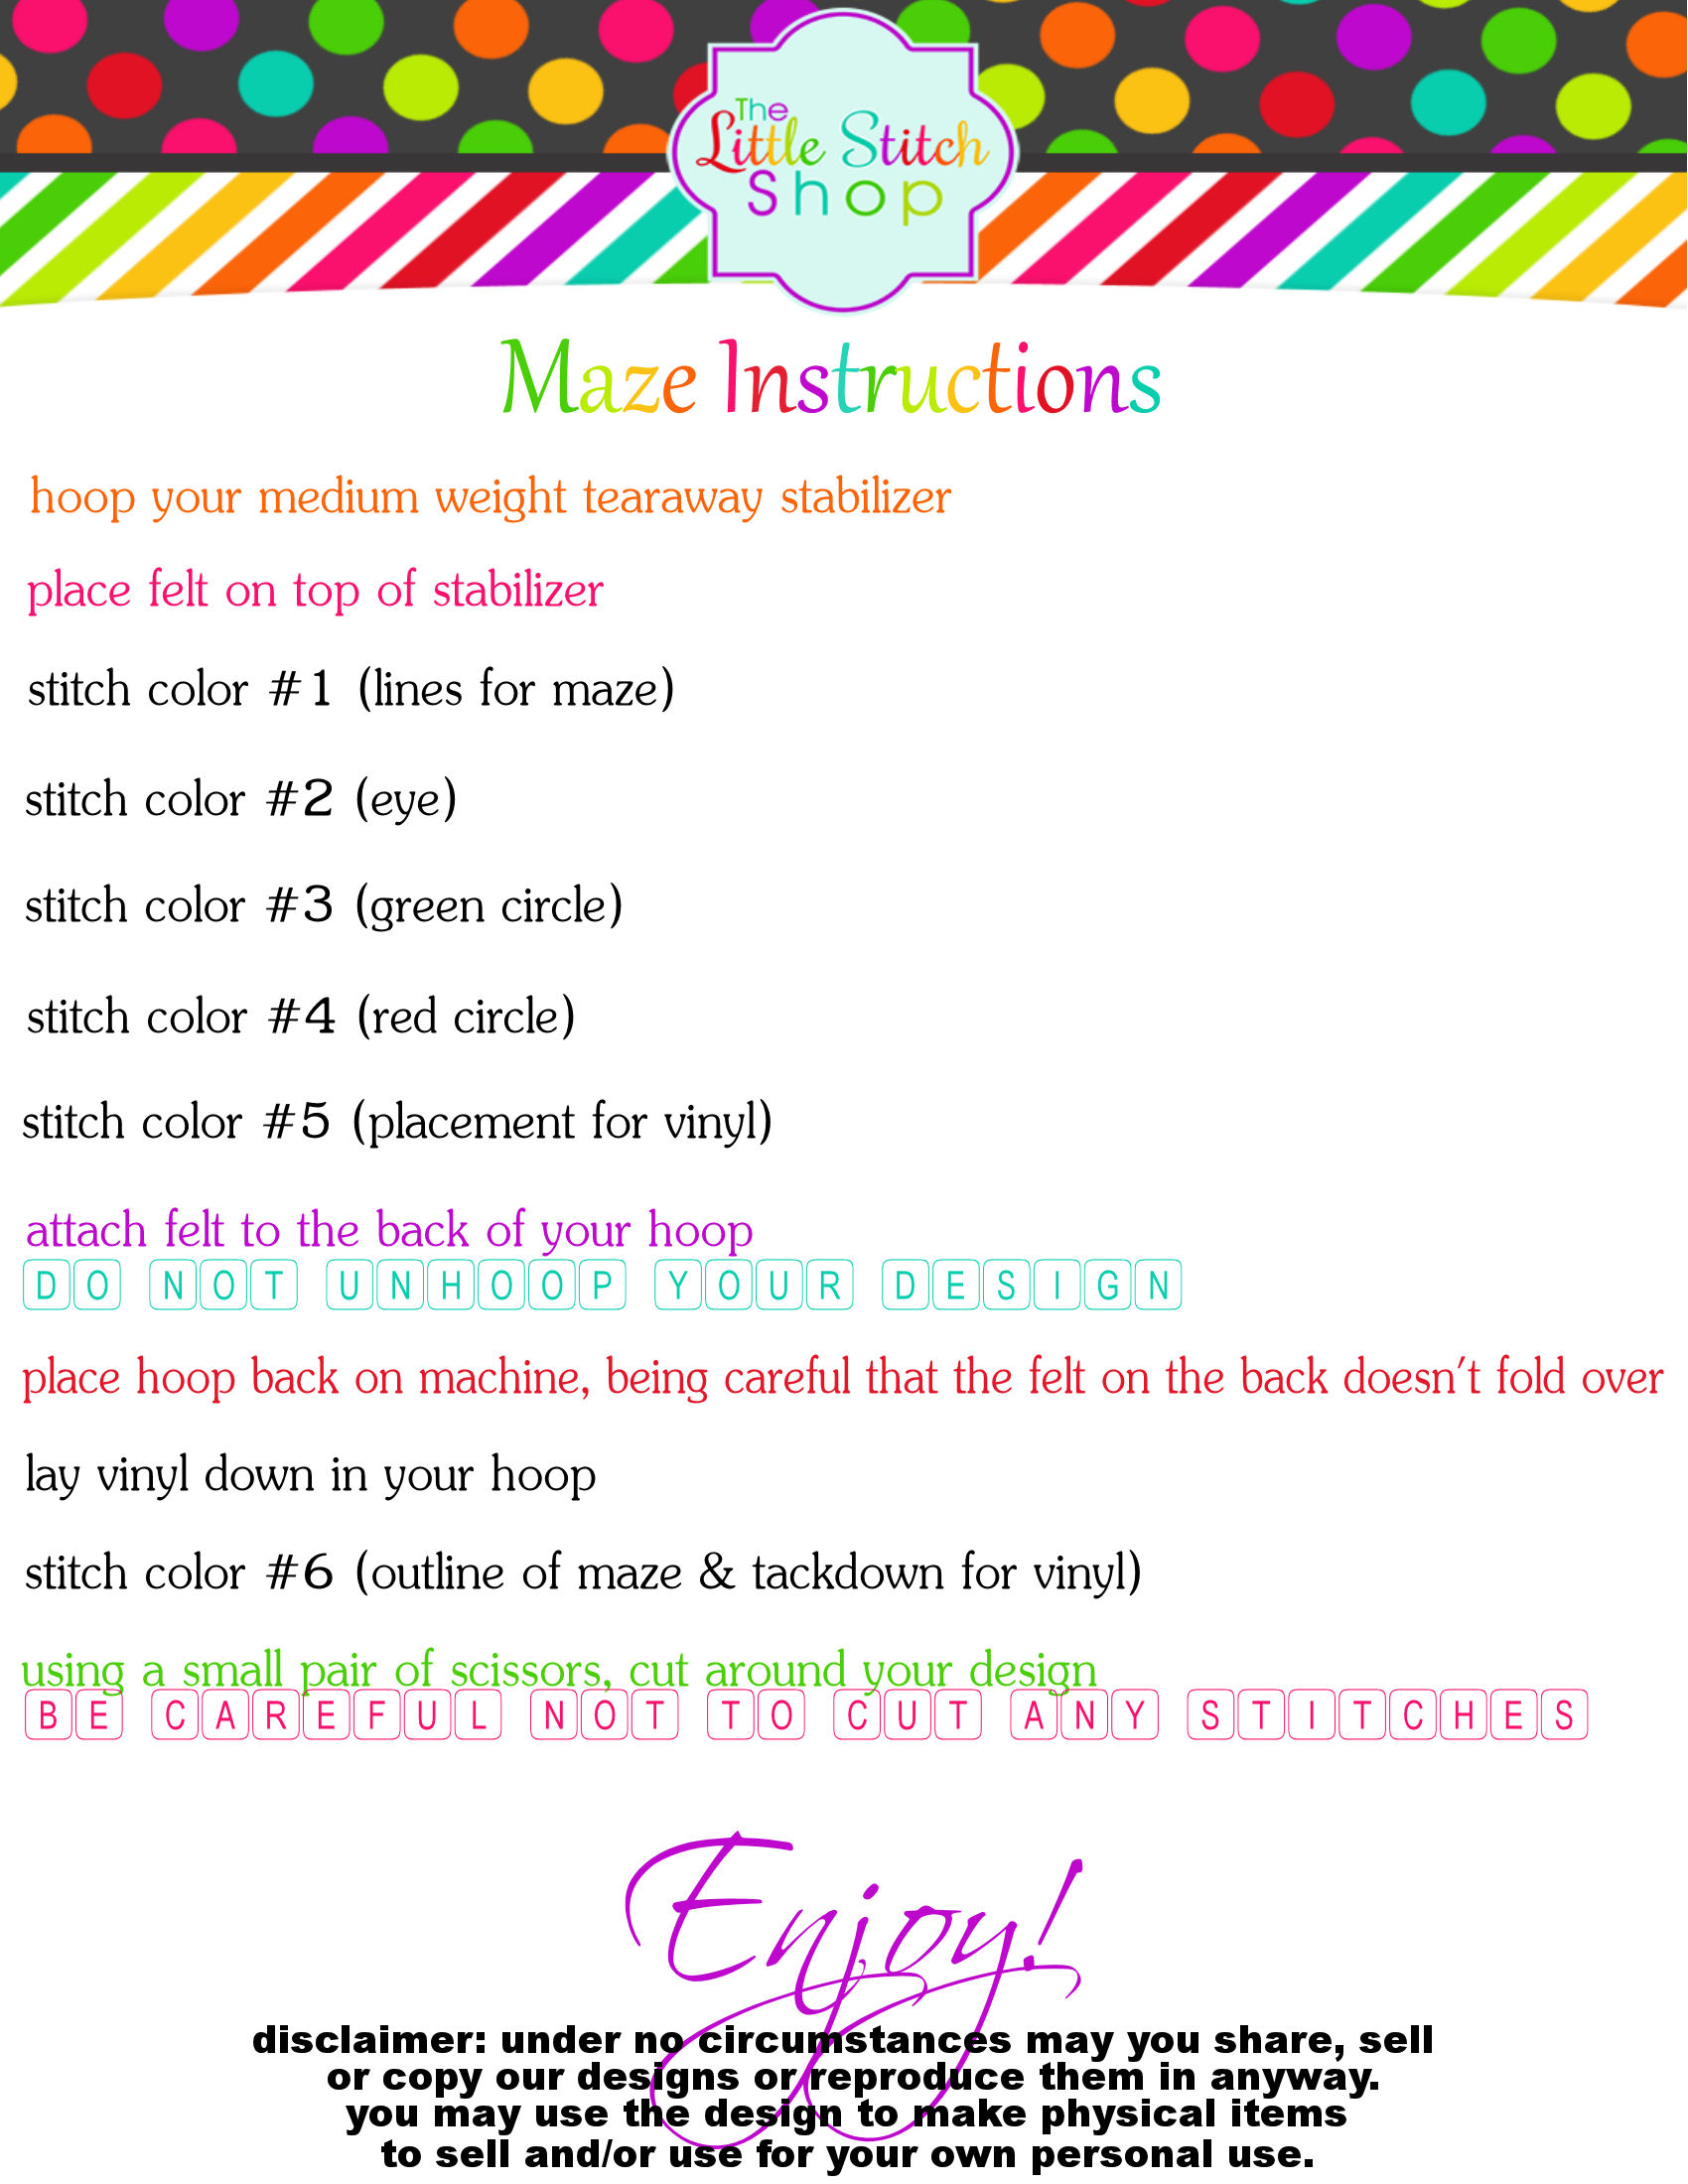 The
Little Stitch
Shop
Maze Instructions
hoop your medium weight tearaway stabilizer
place felt on top of stabilizer
stitch color #1 (lines for maze)
stitch color #2 (eye)
stitch color #3 (green circle)
stitch color #4 (red circle)
stitch color #5 (placement for vinyl)
attach felt to the back of your hoop
DO NOT UNHOOP YOUR DESIGN
place hoop back on machine, being careful that the felt on the back doesn't fold over
lay vinyl down in your hoop
stitch color #6 (outline of maze & tackdown for vinyl)
using a small pair of scissors, cut around your design
BE CAREFUL NOT TO CUT ANY STITCHES
Enjoy!
disclaimer: under no circumstances may you share, sell
or copy our designs or reproduce them in anyway.
you may use the design to make physical items
to sell and/or use for your own personal use.